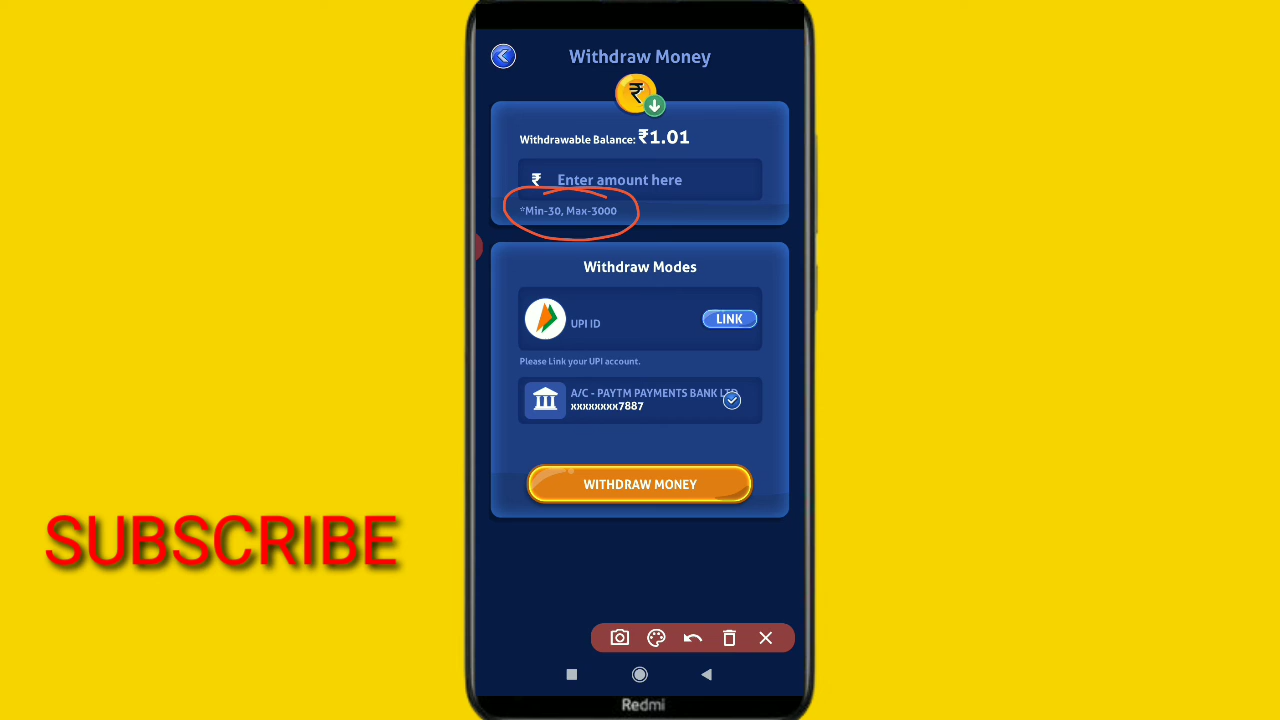 Withdraw Money
Withdrawable Balance: ₹1.01
₹ Enter amount here
*Min-30, Max-3000
Withdraw Modes
UPI ID
LINK
Please Link your UPI account.
A/C - PAYTM PAYMENTS BANK LTD
xxxxxxxx7887
WITHDRAW MONEY
SUBSCRIBE
Redmi